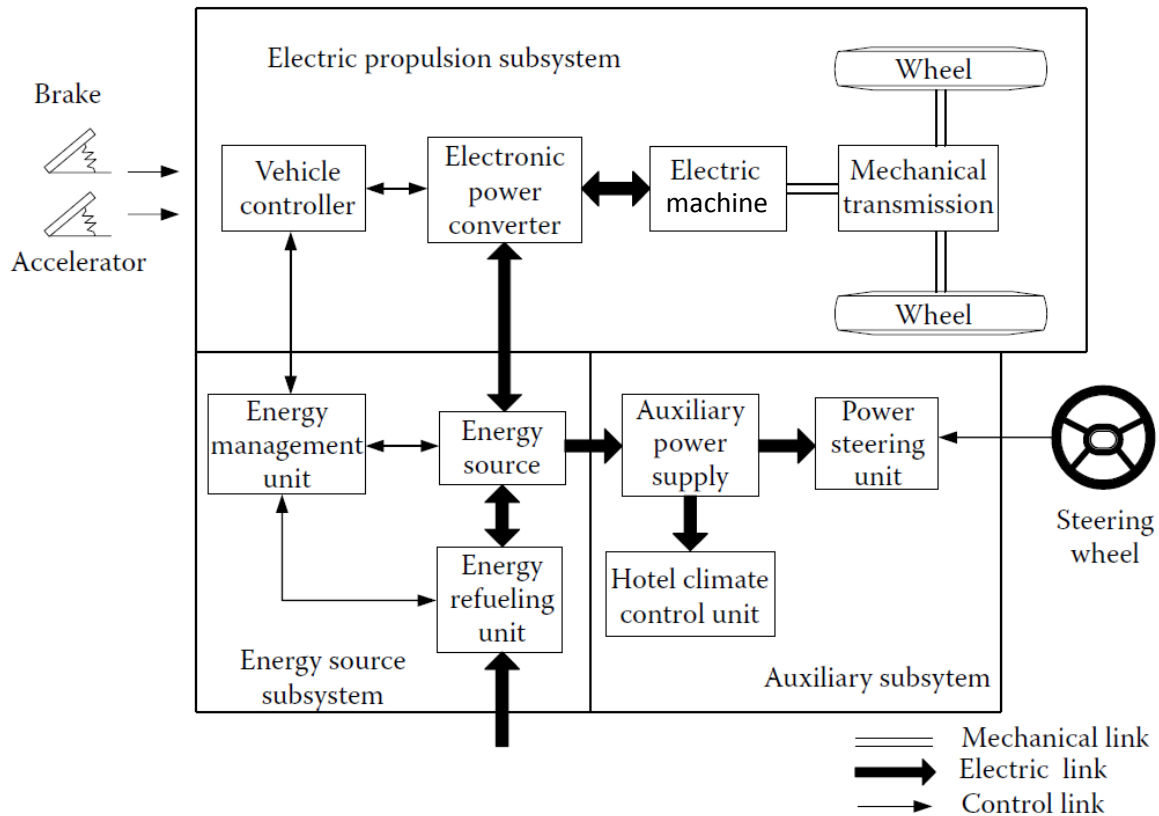 Electric propulsion subsystem
Wheel
Brake
Vehicle
controller
Electronic
power
converter
Electric
machine
Mechanical
transmission
Accelerator
Wheel
Energy
management
unit
Energy
source
Auxiliary
power
supply
Power
steering
unit
Steering
wheel
Energy
refueling
unit
Hotel climate
control unit
Energy source
subsystem
Auxiliary subsytem
Mechanical link
Electric link
Control link